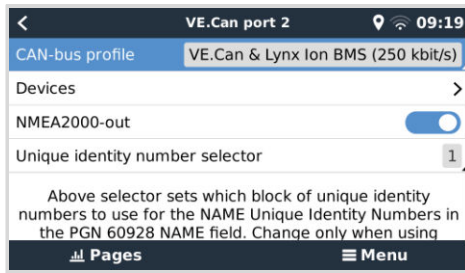 VE.Can port 2 09:19
CAN-bus profile VE.Can & Lynx Ion BMS (250 kbit/s)
Devices
NMEA2000-out
Unique identity number selector 1
Above selector sets which block of unique identity
numbers to use for the NAME Unique Identity Numbers in
the PGN 60928 NAME field. Change only when using
Pages Menu